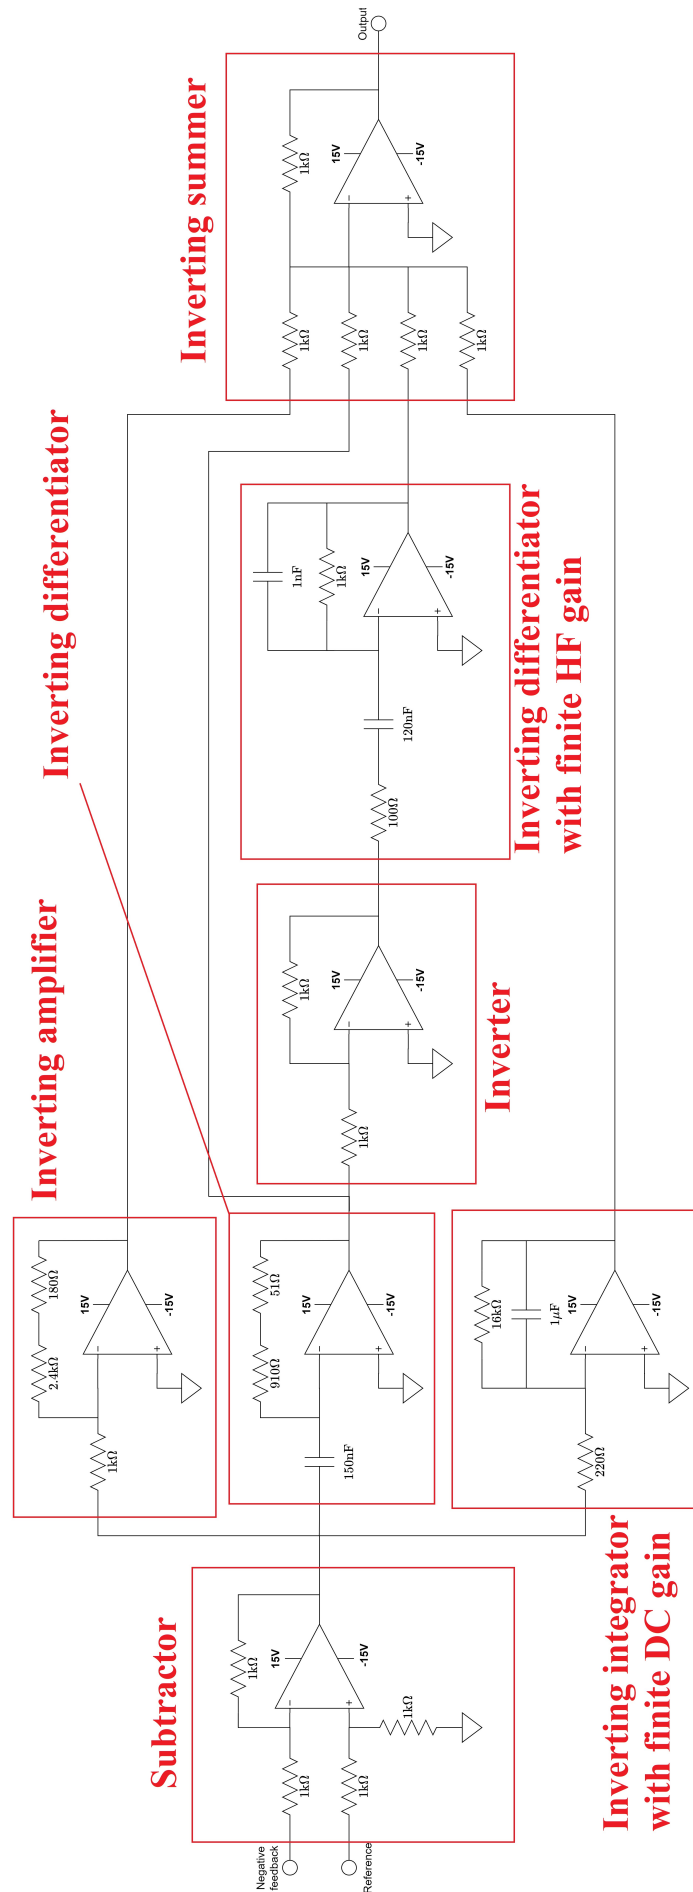 Negative
feedback
Reference
Subtractor
1kΩ
1kΩ
1kΩ
1kΩ
15V
-15V
Inverting amplifier
1kΩ
2.4kΩ
180Ω
15V
-15V
Inverting differentiator
150nF
910Ω
51Ω
15V
-15V
Inverting integrator
with finite DC gain
220Ω
16kΩ
1μF
15V
-15V
Inverter
1kΩ
1kΩ
15V
-15V
Inverting differentiator
with finite HF gain
100Ω
120nF
1nF
1kΩ
15V
-15V
Inverting summer
1kΩ
1kΩ
1kΩ
1kΩ
1kΩ
15V
-15V
Output